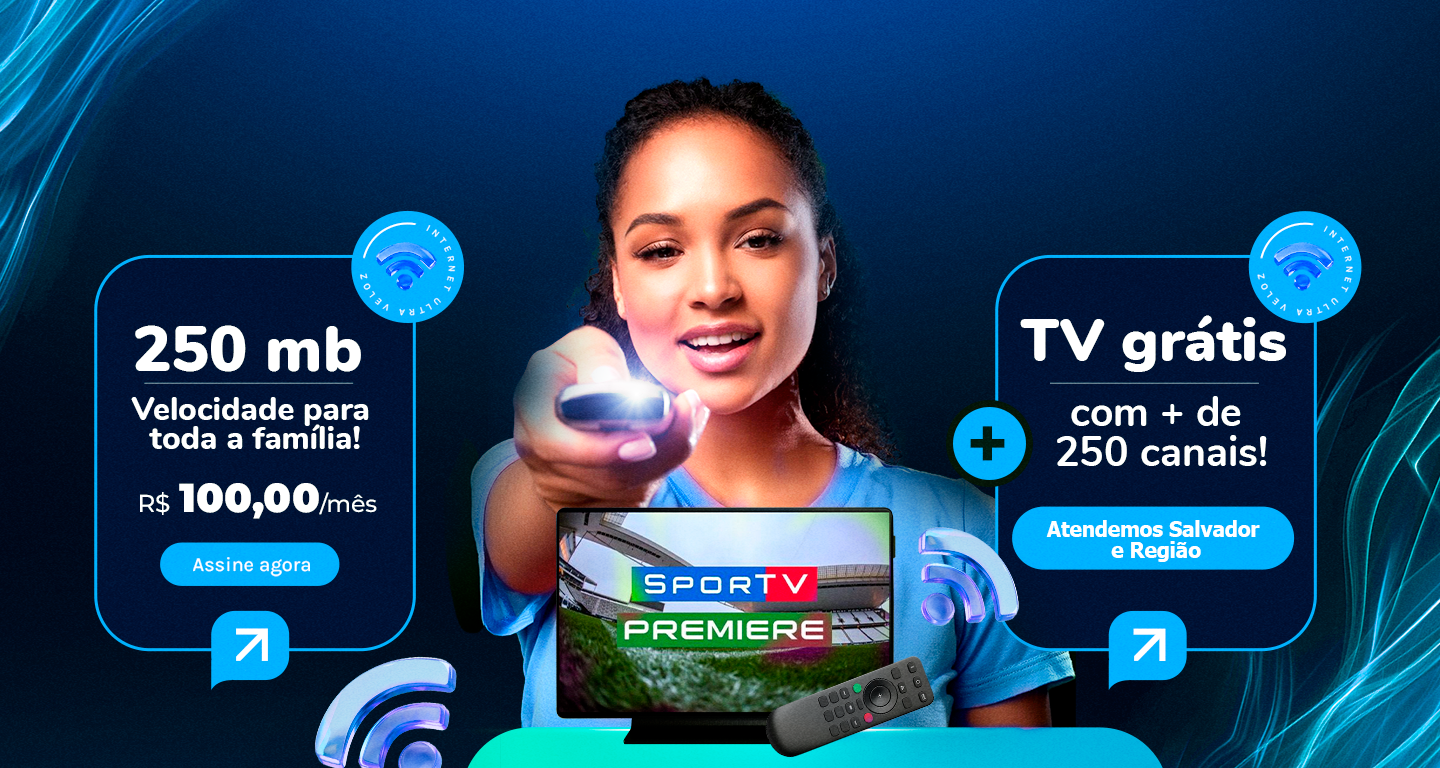 INTERNET ULTRA VELOZ
250 mb
Velocidade para
toda a família!
R$ 100,00/mês
Assine agora
SPORTV
PREMIERE
INTERNET ULTRA VELOZ
TV grátis
+
com + de
250 canais!
Atendemos Salvador
e Região